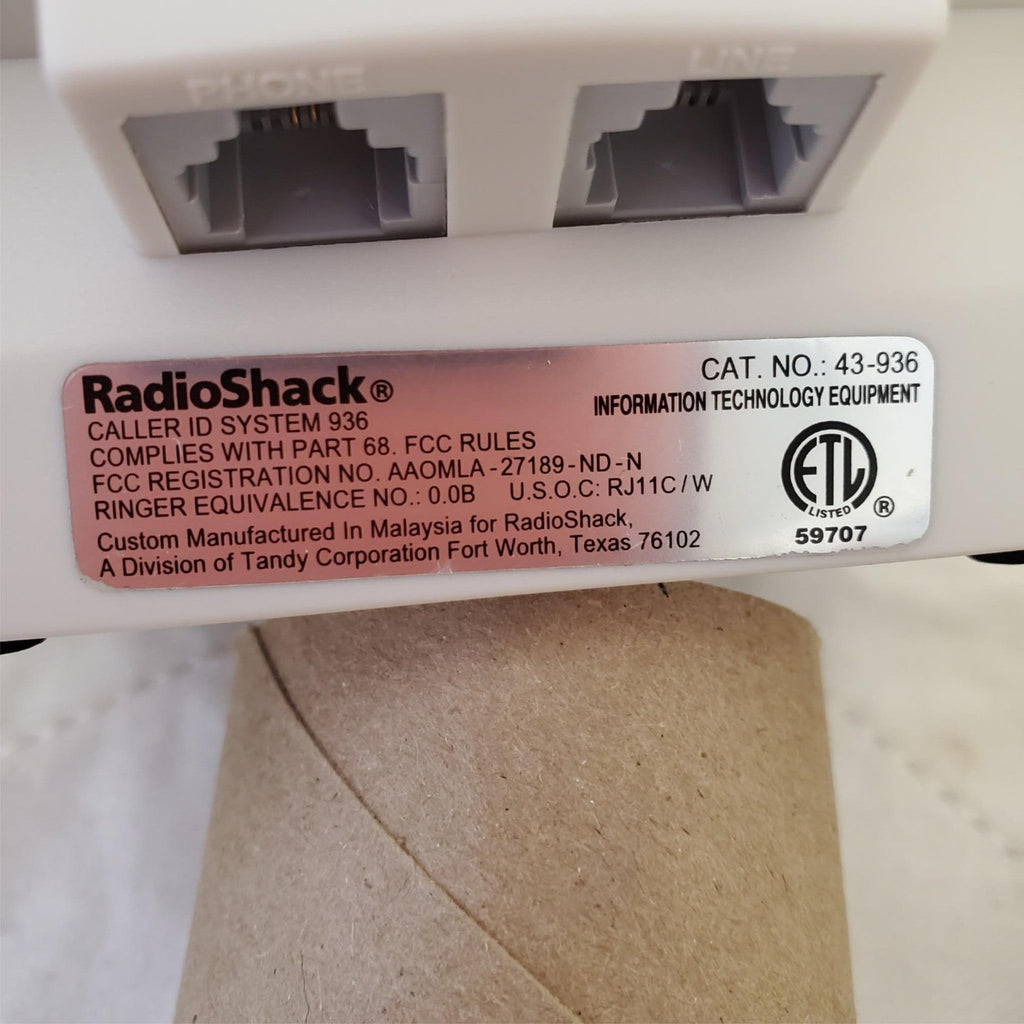 PHONE
LINE
RadioShack®
CAT. NO.: 43-936
INFORMATION TECHNOLOGY EQUIPMENT
CALLER ID SYSTEM 936
COMPLIES WITH PART 68. FCC RULES
FCC REGISTRATION NO. AAOMLA-27189-ND-N
RINGER EQUIVALENCE NO.: 0.0B U.S.O.C: RJ11C/W
Custom Manufactured In Malaysia for RadioShack,
A Division of Tandy Corporation Fort Worth, Texas 76102
ETL
LISTED
®
59707